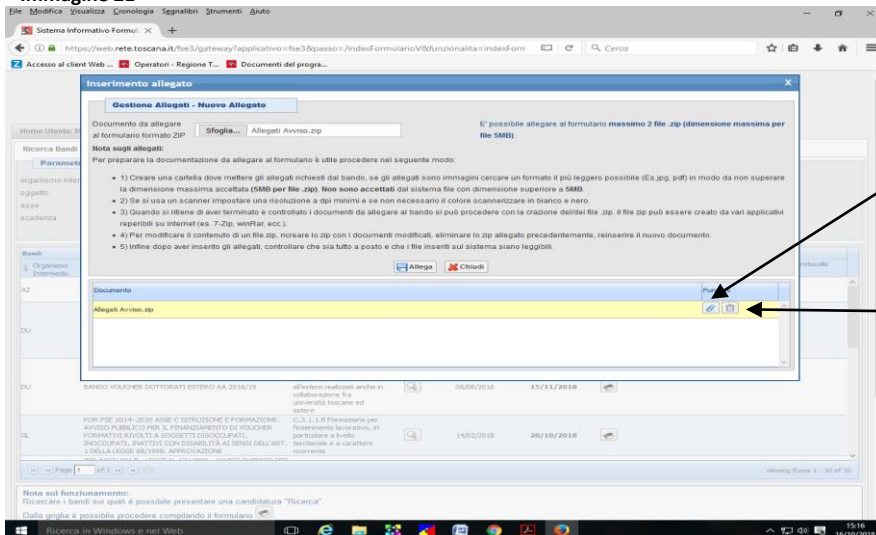 File Modifica Visualizza Cronologia Segnalibri Strumenti Aiuto
Sistema Informativo Formul
https://web.rete.toscana.it/fse3/gateway?applicativo=fse3&passo=/indexFormularioV8&funzionalita=indexForn
Cerca
Accesso al client Web ... Operatori - Regione T... Documenti del progra...
Inserimento allegato
Gestione Allegati - Nuovo Allegato
Documento da allegare
al formulario formato ZIP
Sfoglia... Allegati Avviso.zip
E' possibile allegare al formulario massimo 2 file .zip (dimensione massima per
file 5MB).
Nota sugli allegati:
Per preparare la documentazione da allegare al formulario è utile procedere nel seguente modo:
1) Creare una cartella dove mettere gli allegati richiesti dal bando, se gli allegati sono immagini cercare un formato il più leggero possibile (Es.jpg, pdf) in modo da non superare
la dimensione massima accettata (5MB per file .zip). Non sono accettati dal sistema file con dimensione superiore a 5MB.
2) Se si usa un scanner impostare una risoluzione a dpi minimi e se non necessario il colore scannerizzare in bianco e nero.
3) Quando si ritiene di aver terminato e controllato i documenti da allegare al bando si può procedere con la crazione del/dei file .zip. Il file zip può essere creato da vari applicativi
reperibili su internet (es. 7-Zip, winRar, ecc.).
4) Per modificare il contenuto di un file zip, ricreare lo zip con i documenti modificati, eliminare lo zip allegato precedentemente, reinserire il nuovo documento.
5) Infine dopo aver inserito gli allegati, controllare che sia tutto a posto e che i file inseriti sul sistema siano leggibili.
Allega Chiudi
Documento
Allegati Avviso.zip
Home Utente:
Ricerca Bandi
Paramet
organismo inter
oggetto
asse
scadenza
Bandi
Organismo
Intermedio
AZ
DU
DU BANDO VOUCHER DOTTORATI ESTERO AA 2018/19
all'estero realizzati anche in
collaborazione fra
università toscane ed
estere
08/06/2018 15/11/2018
GL
POR FSE 2014- 2020 ASSE C ISTRUZIONE E FORMAZIONE.
AVVISO PUBBLICO PER IL FINANZIAMENTO DI VOUCHER
FORMATIVI RIVOLTI A SOGGETTI DISOCCUPATI,
INOCCUPATI, INATTIVI CON DISABILITÀ AI SENSI DELL'ART.
1 DELLA LEGGE 68/1999. APPROVAZIONE
C.3.1.1.B Formazione per
l'inserimento lavorativo, in
particolare a livello
territoriale e a carattere
ricorrente
14/02/2018 20/10/2018
Page 1 of 1
Viewing Rows 1 - 10 of 10
Nota sul funzionamento:
Ricercare i bandi sui quali è possibile presentare una candidatura "Ricerca"
Dalla griglia è possibile procedere compilando il formulario
Ricerca in Windows e nel Web
15:16
16/10/2018